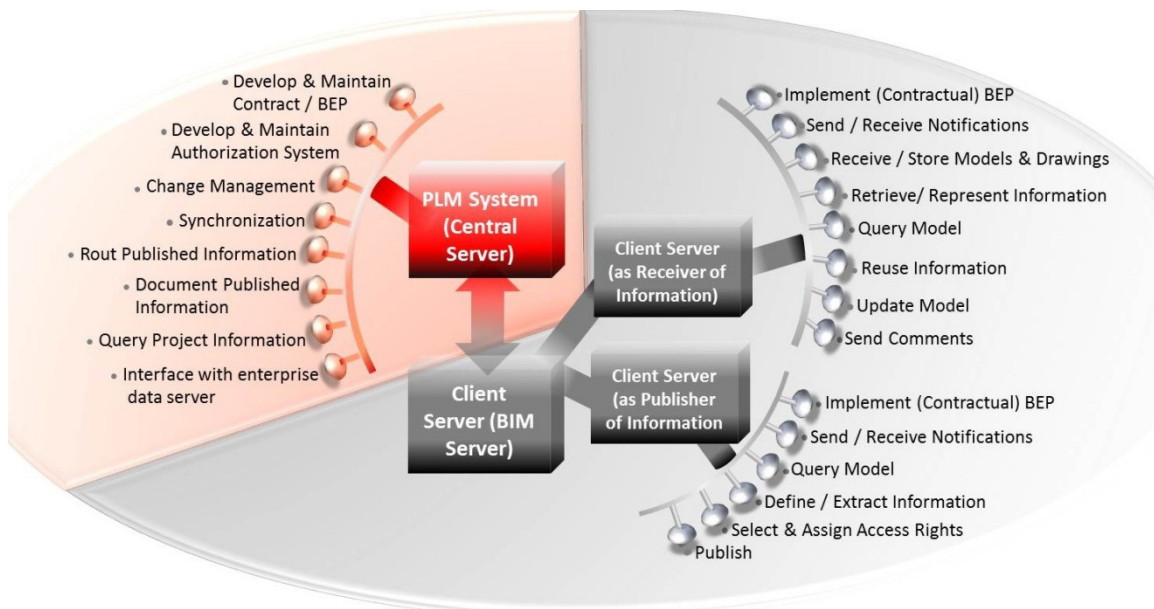 • Develop & Maintain
Contract / BEP
• Develop & Maintain
Authorization System
• Change Management
• Synchronization
• Rout Published Information
• Document Published
Information
• Query Project Information
• Interface with enterprise
data server
PLM System
(Central
Server)
Client
Server (BIM
Server)
Client Server
(as Receiver of
Information)
Client Server
(as Publisher
of Information
• Implement (Contractual) BEP
• Send / Receive Notifications
• Receive / Store Models & Drawings
• Retrieve/ Represent Information
• Query Model
• Reuse Information
• Update Model
• Send Comments
• Implement (Contractual) BEP
• Send / Receive Notifications
• Query Model
• Define / Extract Information
• Select & Assign Access Rights
• Publish